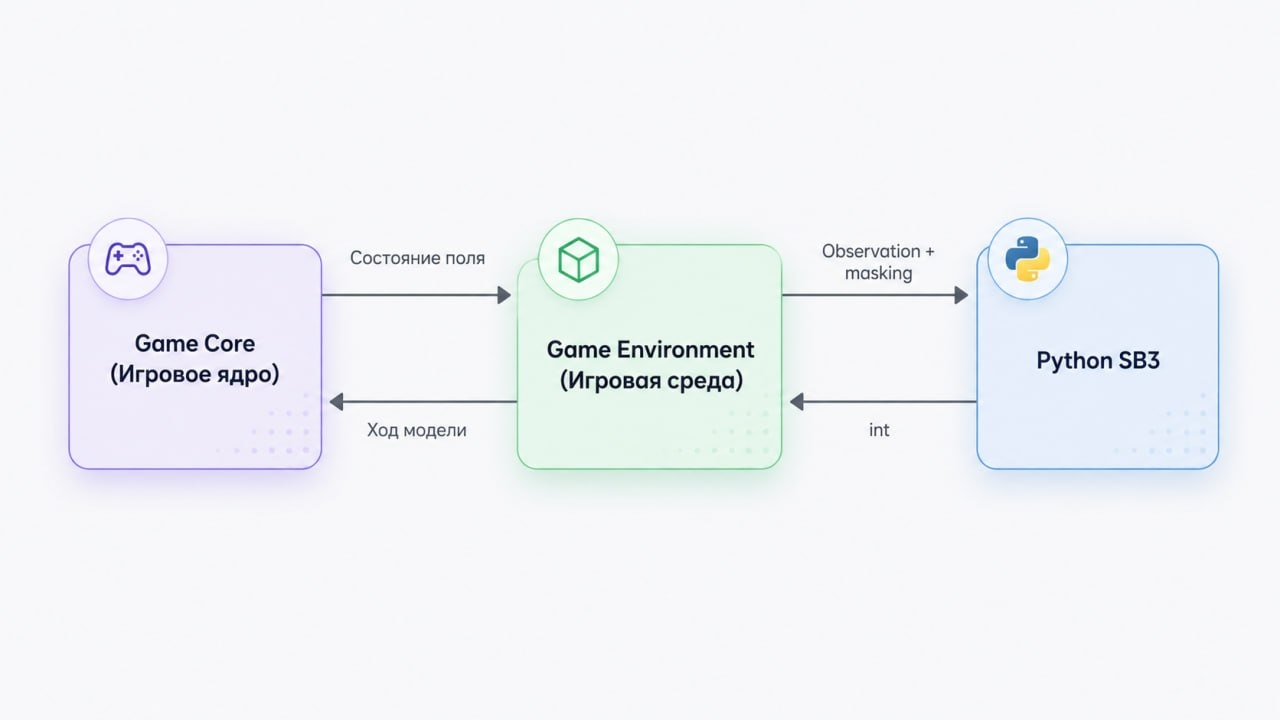 Состояние поля
Observation +
masking
Game Core
(Игровое ядро)
Game Environment
(Игровая среда)
Python SB3
Ход модели
int